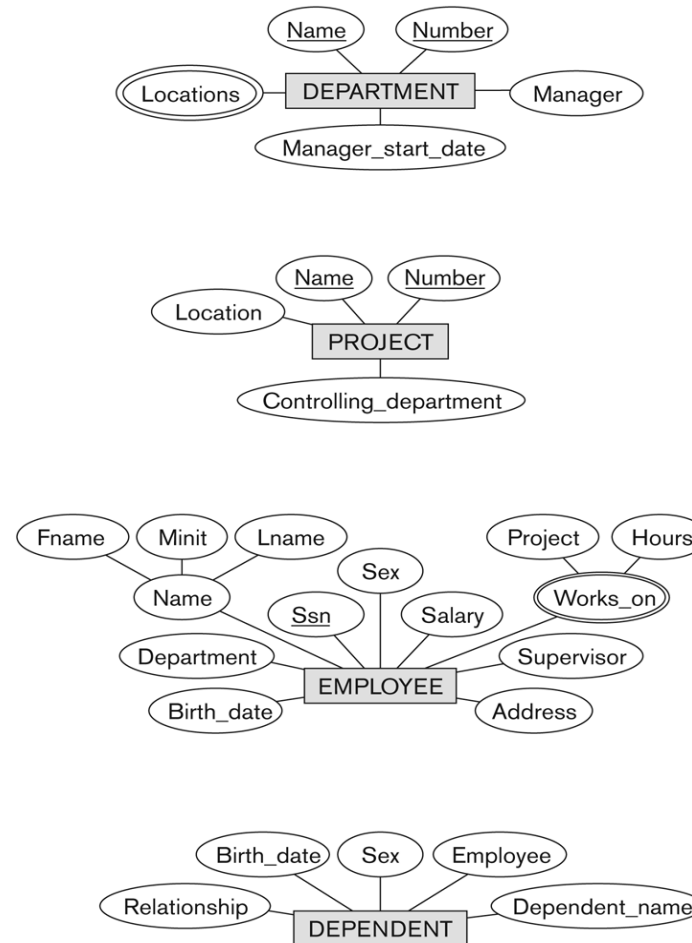 Name Number
Locations DEPARTMENT Manager
Manager_start_date
Name Number
Location
PROJECT
Controlling_department
Fname Minit Lname Project Hours
Sex
Name Works_on
Ssn Salary
Department Supervisor
EMPLOYEE
Birth_date Address
Birth_date Sex Employee
Relationship Dependent_name
DEPENDENT